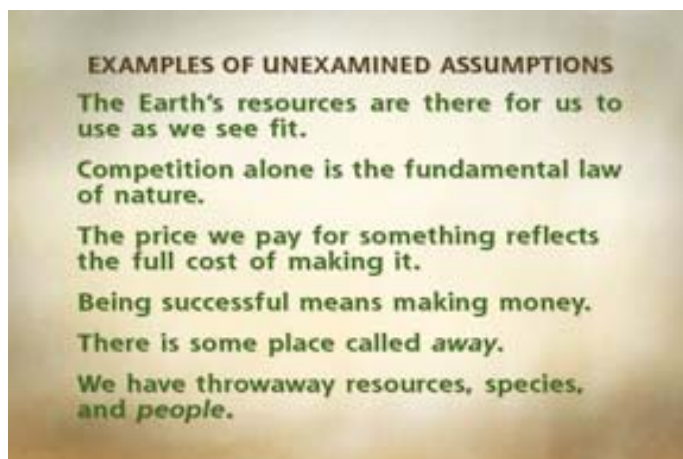 EXAMPLES OF UNEXAMINED ASSUMPTIONS
The Earth's resources are there for us to
use as we see fit.
Competition alone is the fundamental law
of nature.
The price we pay for something reflects
the full cost of making it.
Being successful means making money.
There is some place called away.
We have throwaway resources, species,
and people.